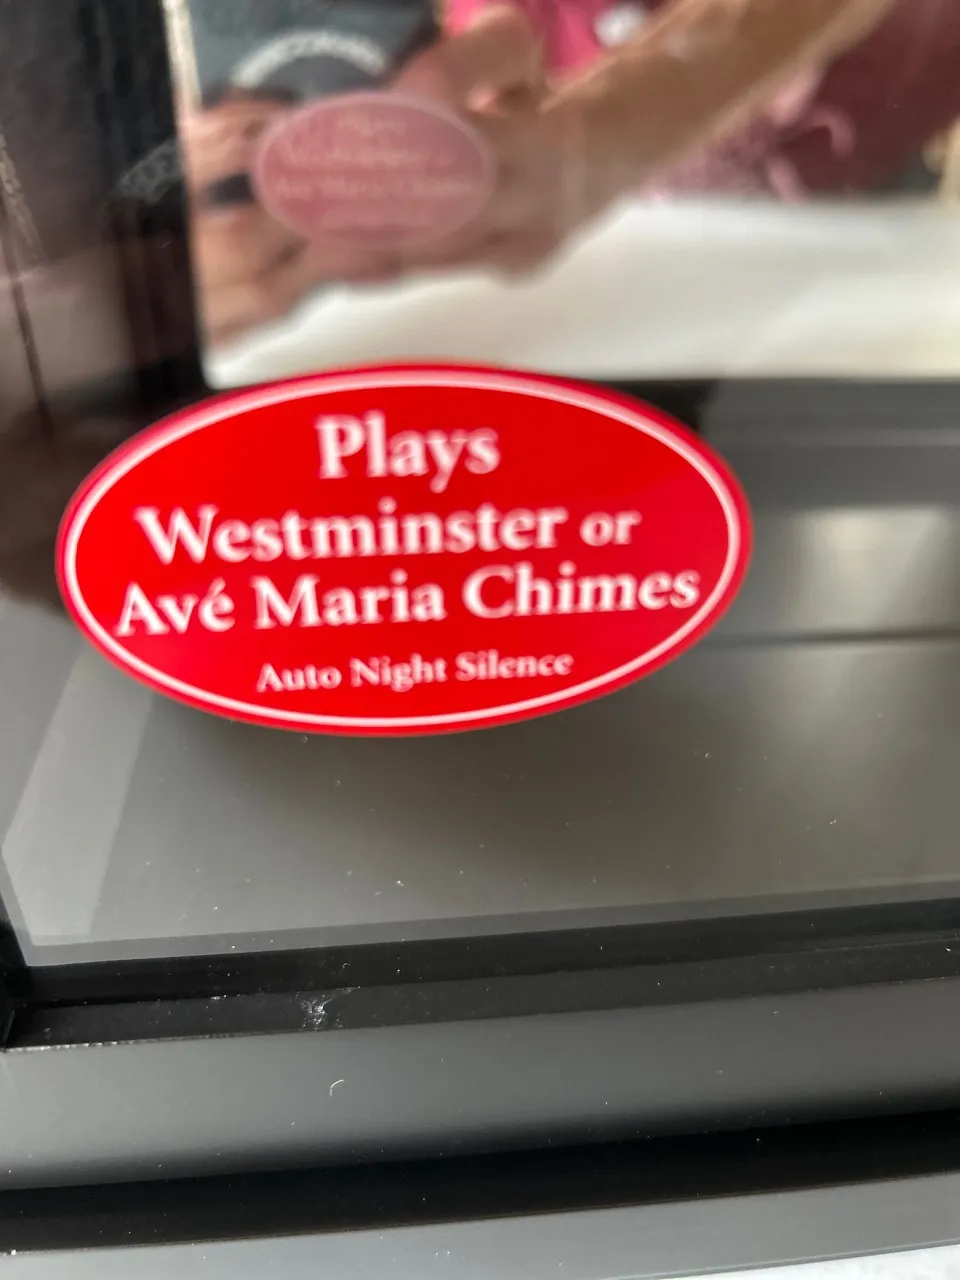 Plays
Westminster or
Avé Maria Chimes
Auto Night Silence